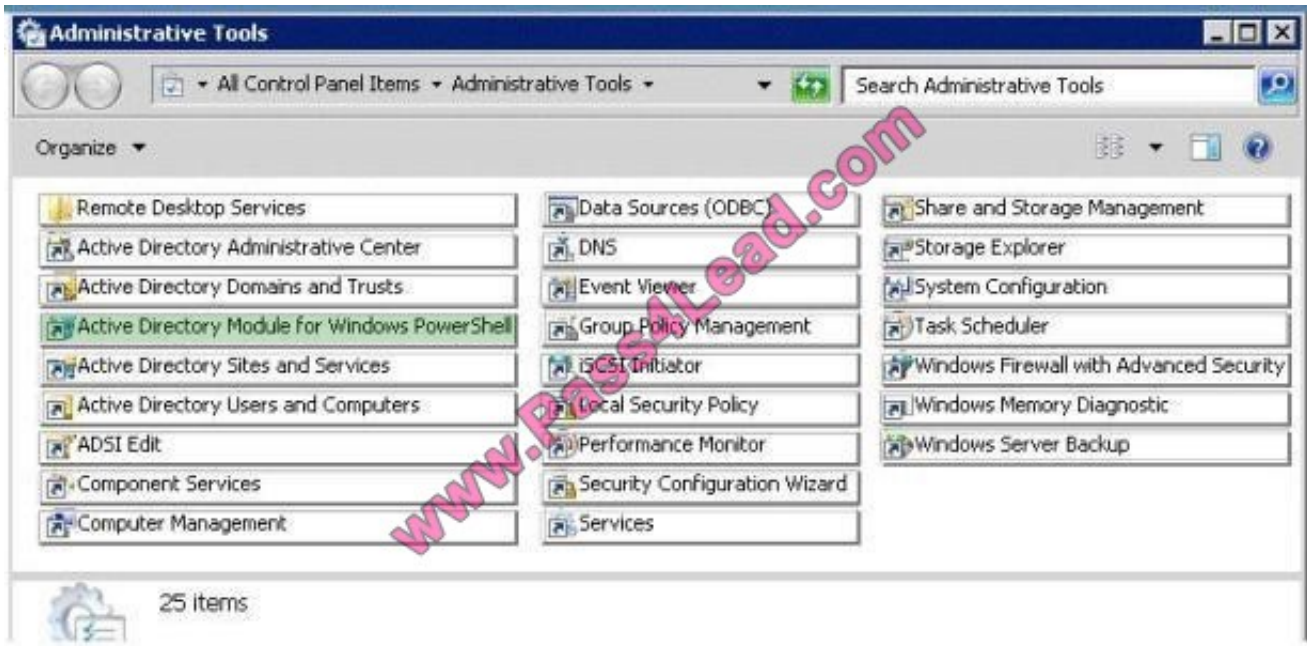 Administrative Tools
All Control Panel Items Administrative Tools
Search Administrative Tools
Organize
Remote Desktop Services
Active Directory Administrative Center
Active Directory Domains and Trusts
Active Directory Module for Windows PowerShell
Active Directory Sites and Services
Active Directory Users and Computers
ADSI Edit
Component Services
Computer Management
Data Sources (ODBC)
DNS
Event Viewer
Group Policy Management
iSCSI Initiator
Local Security Policy
Performance Monitor
Security Configuration Wizard
Services
Share and Storage Management
Storage Explorer
System Configuration
Task Scheduler
Windows Firewall with Advanced Security
Windows Memory Diagnostic
Windows Server Backup
25 items
www.Pass4Lead.com